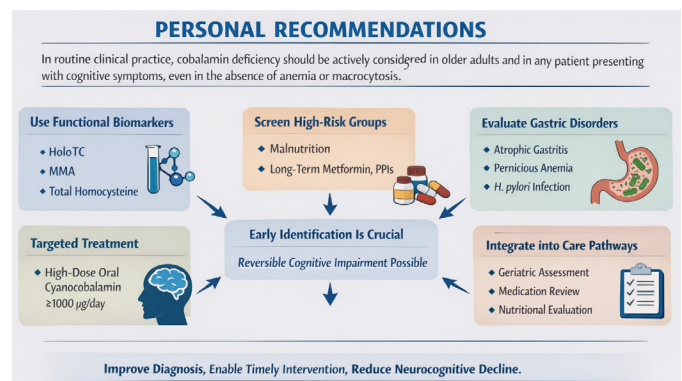 PERSONAL RECOMMENDATIONS
In routine clinical practice, cobalamin deficiency should be actively considered in older adults and in any patient presenting
with cognitive symptoms, even in the absence of anemia or macrocytosis.
Use Functional Biomarkers
◆ HoloTC
◆ MMA
◆ Total Homocysteine
Screen High-Risk Groups
◆ Malnutrition
◆ Long-Term Metformin, PPIs
Evaluate Gastric Disorders
◆ Atrophic Gastritis
◆ Pernicious Anemia
◆ H. pylori Infection
Early Identification Is Crucial
Reversible Cognitive Impairment Possible
Targeted Treatment
◆ High-Dose Oral
Cyanocobalamin
≥1000 µg/day
Integrate into Care Pathways
◆ Geriatric Assessment
◆ Medication Review
◆ Nutritional Evaluation
Improve Diagnosis, Enable Timely Intervention, Reduce Neurocognitive Decline.